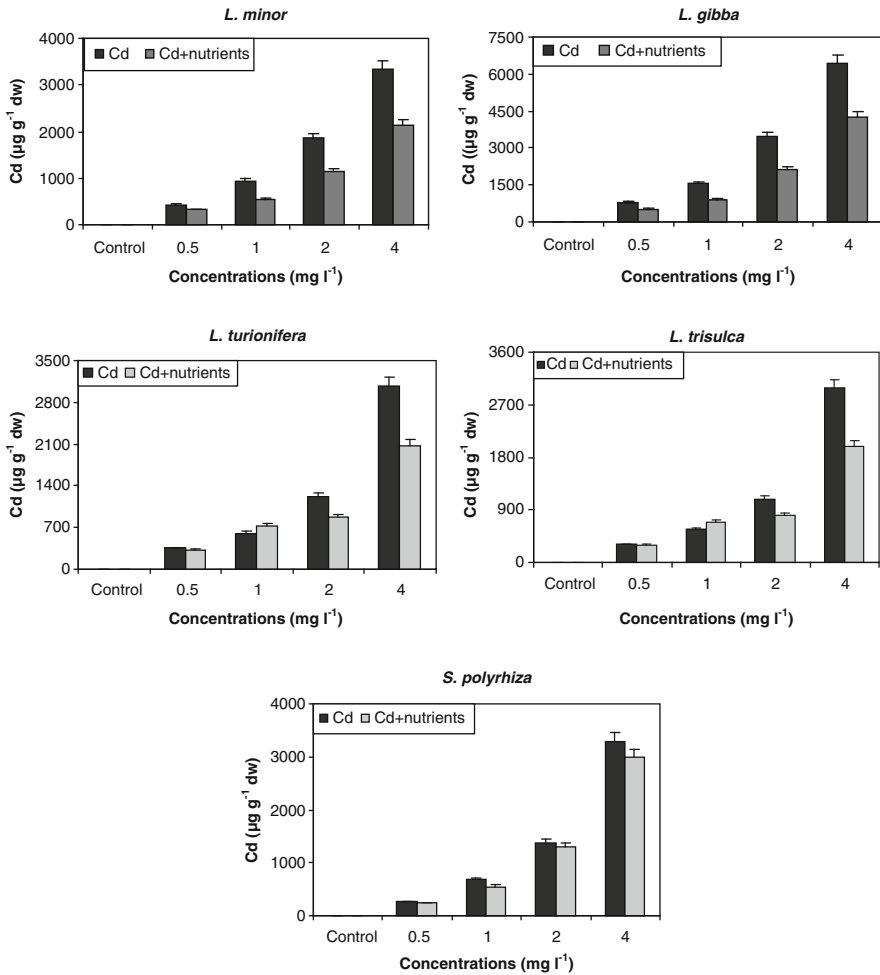 L. minor
4000
3000
2000
1000
0
Cd (µg g-1 dw)
Cd Cd+nutrients
Control 0.5 1 2 4
Concentrations (mg l-1)
L. gibba
7500
6000
4500
3000
1500
0
Cd ((µg g-1 dw)
Cd Cd+nutrients
Control 0.5 1 2 4
Concentrations (mg l-1)
L. turionifera
3500
2800
2100
1400
700
0
Cd (µg g-1 dw)
Cd Cd+nutrients
Control 0.5 1 2 4
Concentrations (mg l-1)
L. trisulca
3600
2700
1800
900
0
Cd (µg g-1 dw)
Cd Cd+nutrients
Control 0.5 1 2 4
Concentrations (mg l-1)
S. polyrhiza
4000
3000
2000
1000
0
Cd (µg g-1 dw)
Cd Cd+nutrients
Control 0.5 1 2 4
Concentrations (mg l-1)